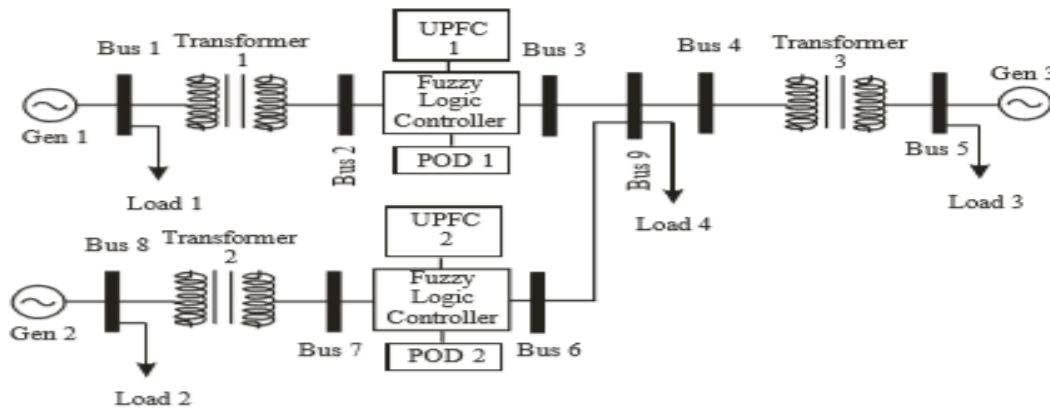 Bus 1
Transformer
1
UPFC
1
Bus 3
Bus 4
Transformer
3
Gen 3
Fuzzy
Logic
Controller
Gen 1
POD 1
Bus 2
Bus 9
Bus 5
Load 1
Load 4
Load 3
Bus 8
Transformer
2
UPFC
2
Fuzzy
Logic
Controller
Gen 2
Bus 7
POD 2
Bus 6
Load 2